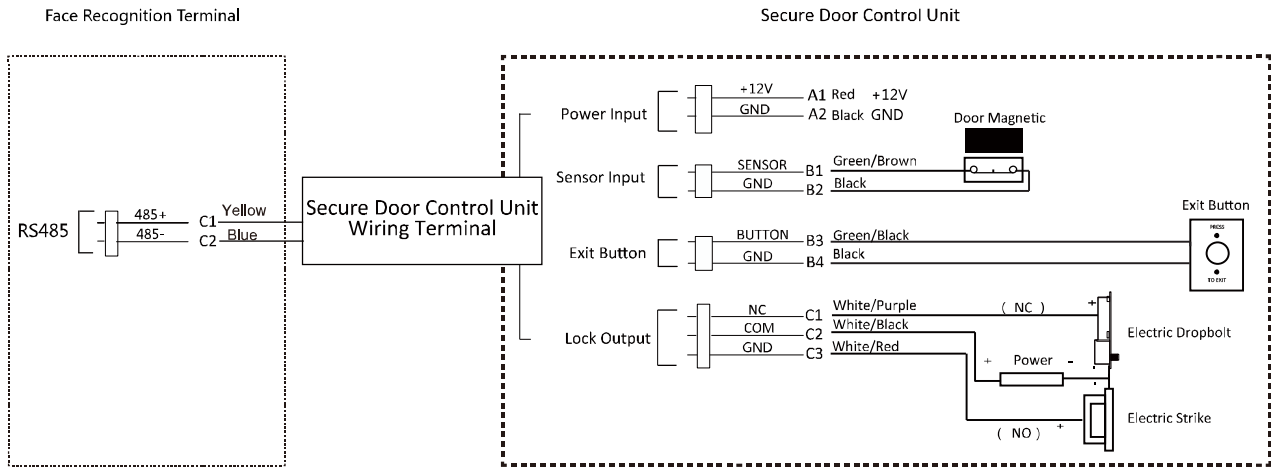 Face Recognition Terminal
Secure Door Control Unit
RS485
485+ C1 Yellow
485- C2 Blue
Secure Door Control Unit
Wiring Terminal
Power Input
+12V A1 Red +12V
GND A2 Black GND
Door Magnetic
Sensor Input
SENSOR B1 Green/Brown
GND B2 Black
Exit Button
PRESS
TO EXIT
Exit Button
BUTTON B3 Green/Black
GND B4 Black
Lock Output
NC C1 White/Purple ( NC ) +
COM C2 White/Black
GND C3 White/Red
Electric Dropbolt
+ Power -
Electric Strike
( NO ) +